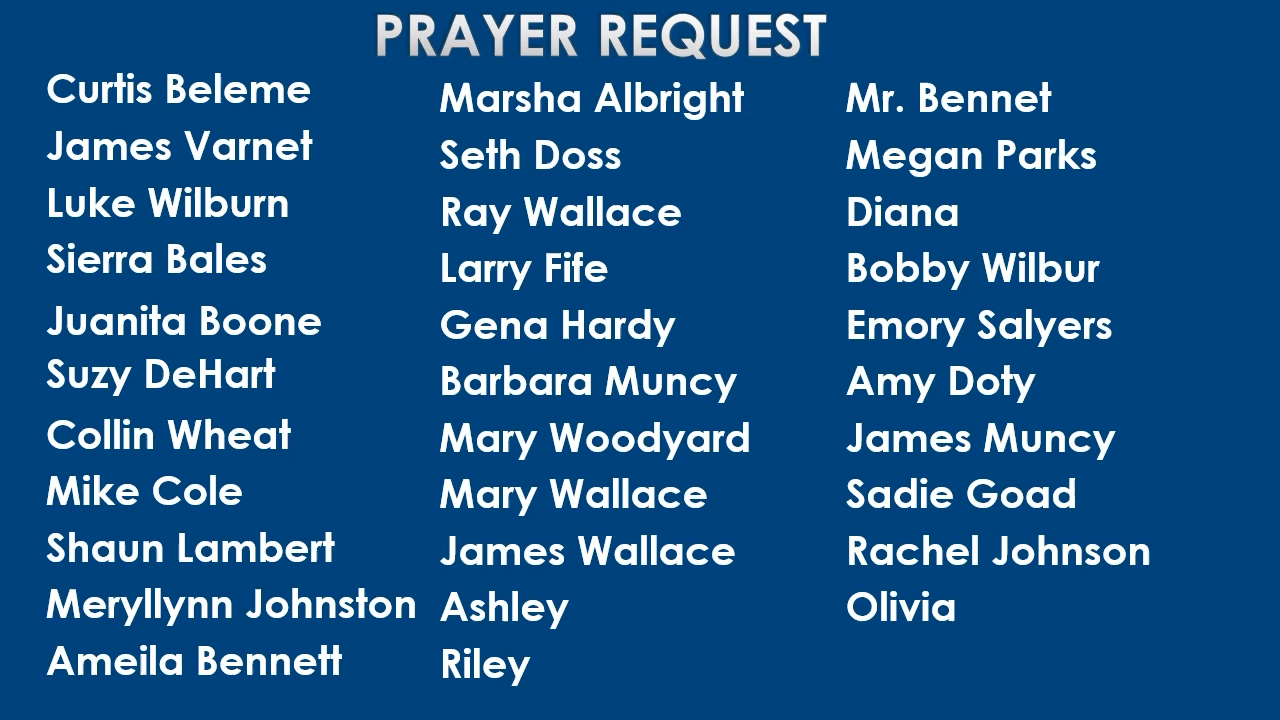 PRAYER REQUEST
Curtis Beleme
James Varnet
Luke Wilburn
Sierra Bales
Juanita Boone
Suzy DeHart
Collin Wheat
Mike Cole
Shaun Lambert
Meryllynn Johnston
Ameila Bennett
Marsha Albright
Seth Doss
Ray Wallace
Larry Fife
Gena Hardy
Barbara Muncy
Mary Woodyard
Mary Wallace
James Wallace
Ashley
Riley
Mr. Bennet
Megan Parks
Diana
Bobby Wilbur
Emory Salyers
Amy Doty
James Muncy
Sadie Goad
Rachel Johnson
Olivia